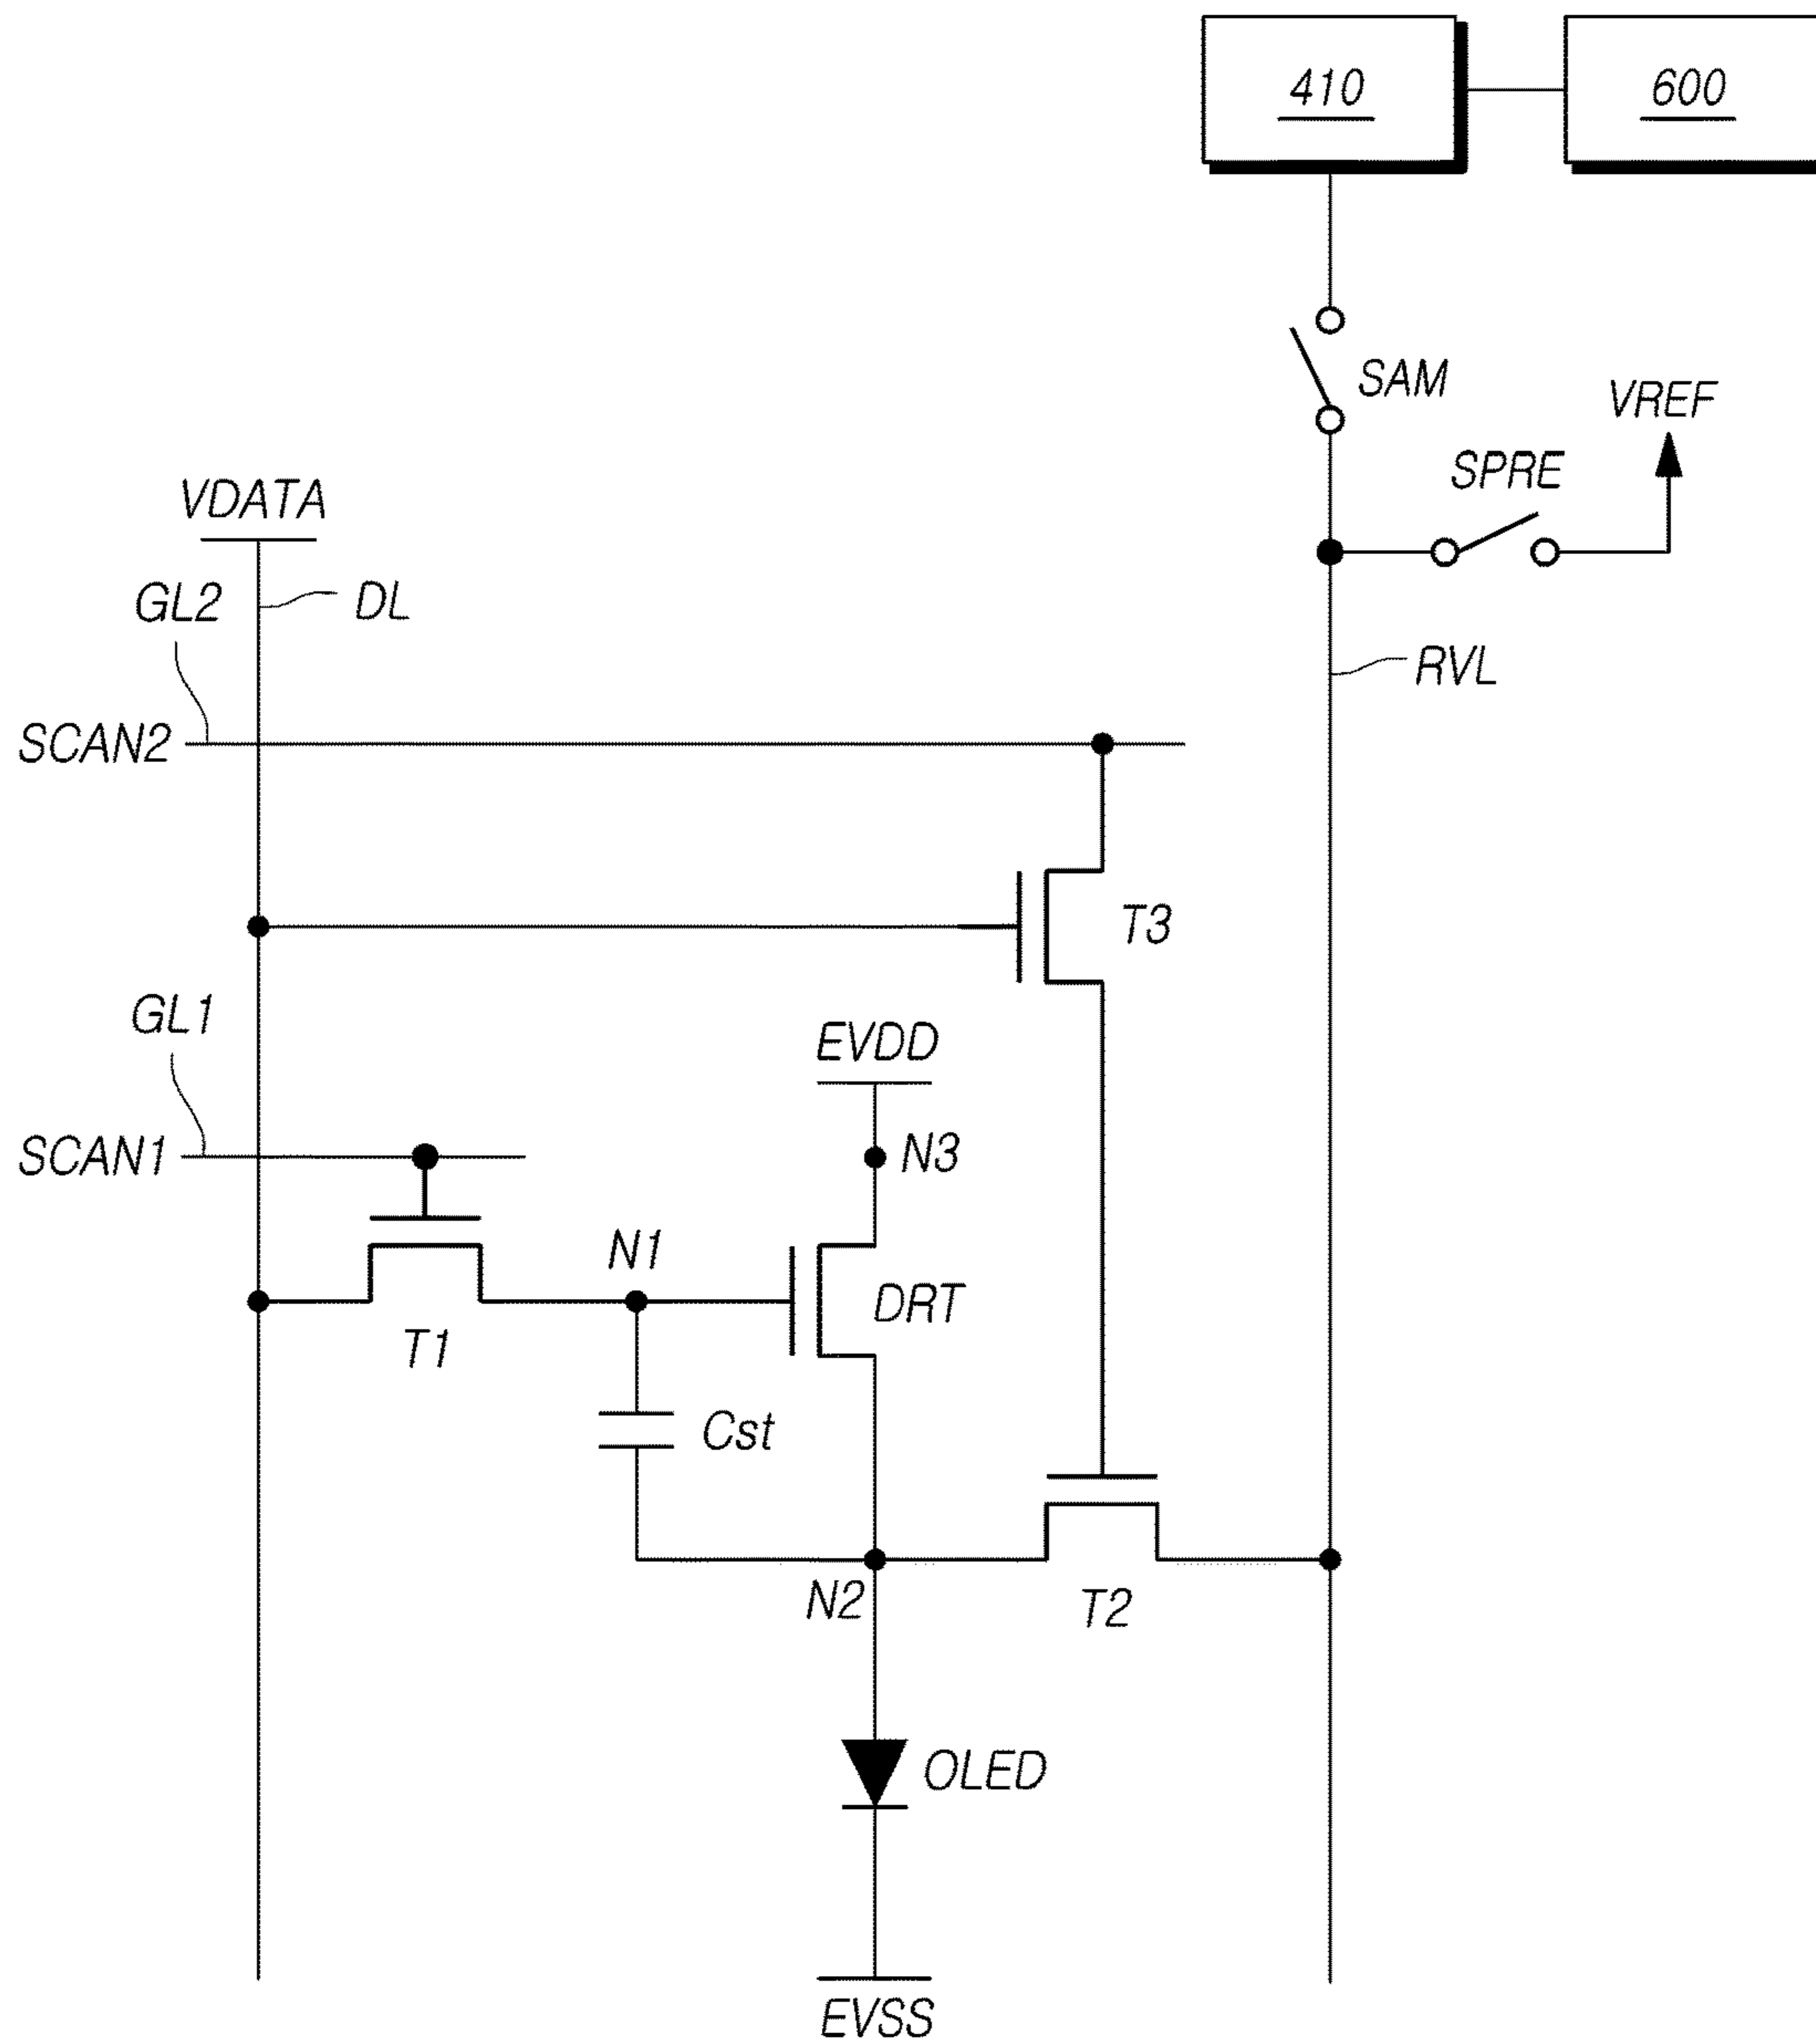 410
600
SAM
VREF
SPRE
VDATA
GL2
DL
RVL
SCAN2
T3
GL1
EVDD
SCAN1
N3
N1
DRT
T1
Cst
N2
T2
OLED
EVSS